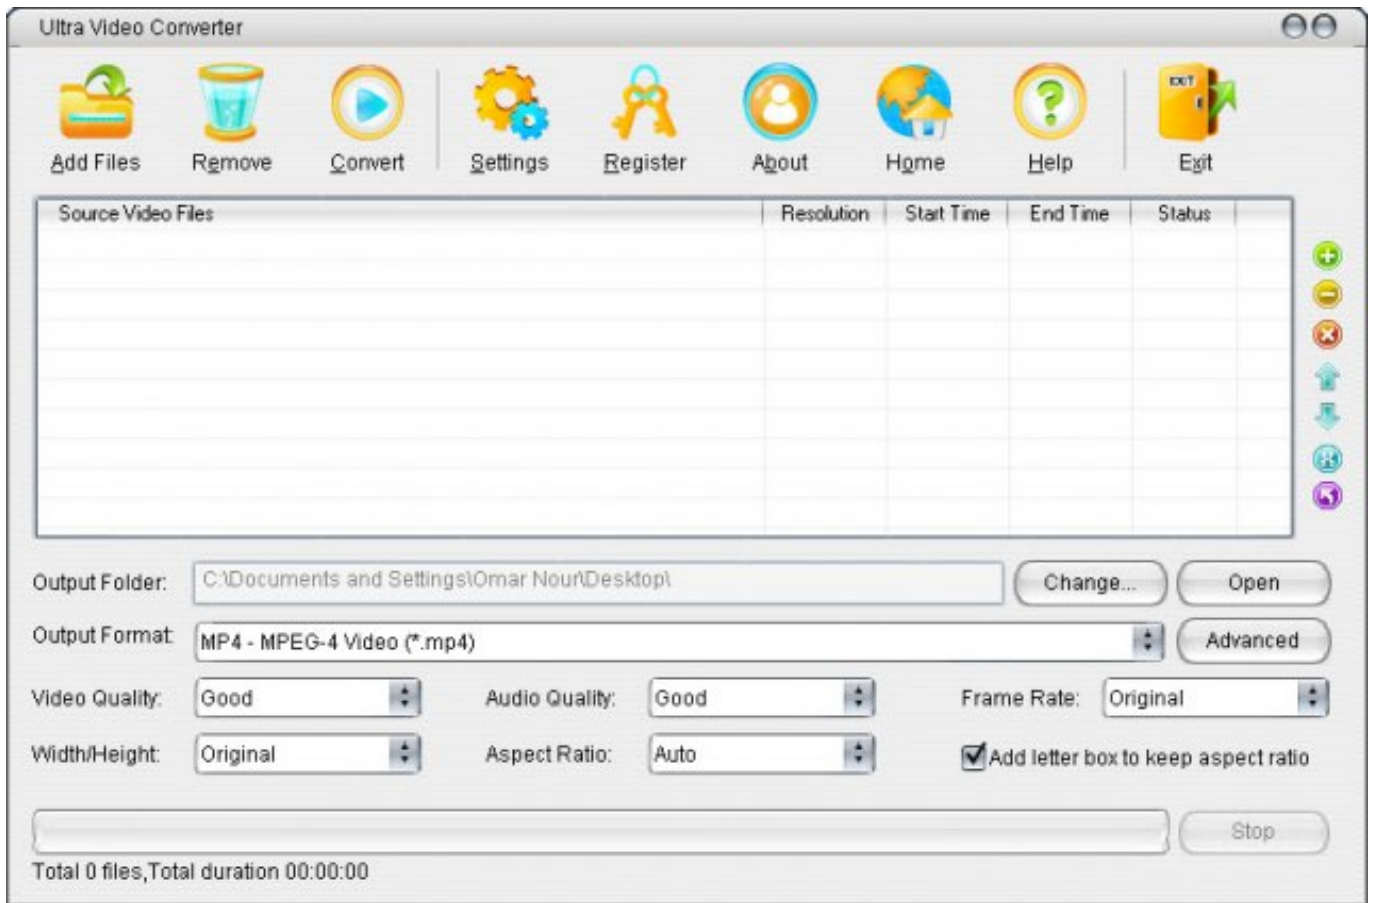 Ultra Video Converter
EXIT
Add Files Remove Convert Settings Register About Home Help Exit
Source Video Files Resolution Start Time End Time Status
Output Folder: C:\Documents and Settings\Omar Nour\Desktop\ Change... Open
Output Format: MP4 - MPEG-4 Video (*.mp4) Advanced
Video Quality: Good Audio Quality: Good Frame Rate: Original
Width/Height: Original Aspect Ratio: Auto Add letter box to keep aspect ratio
Stop
Total 0 files,Total duration 00:00:00